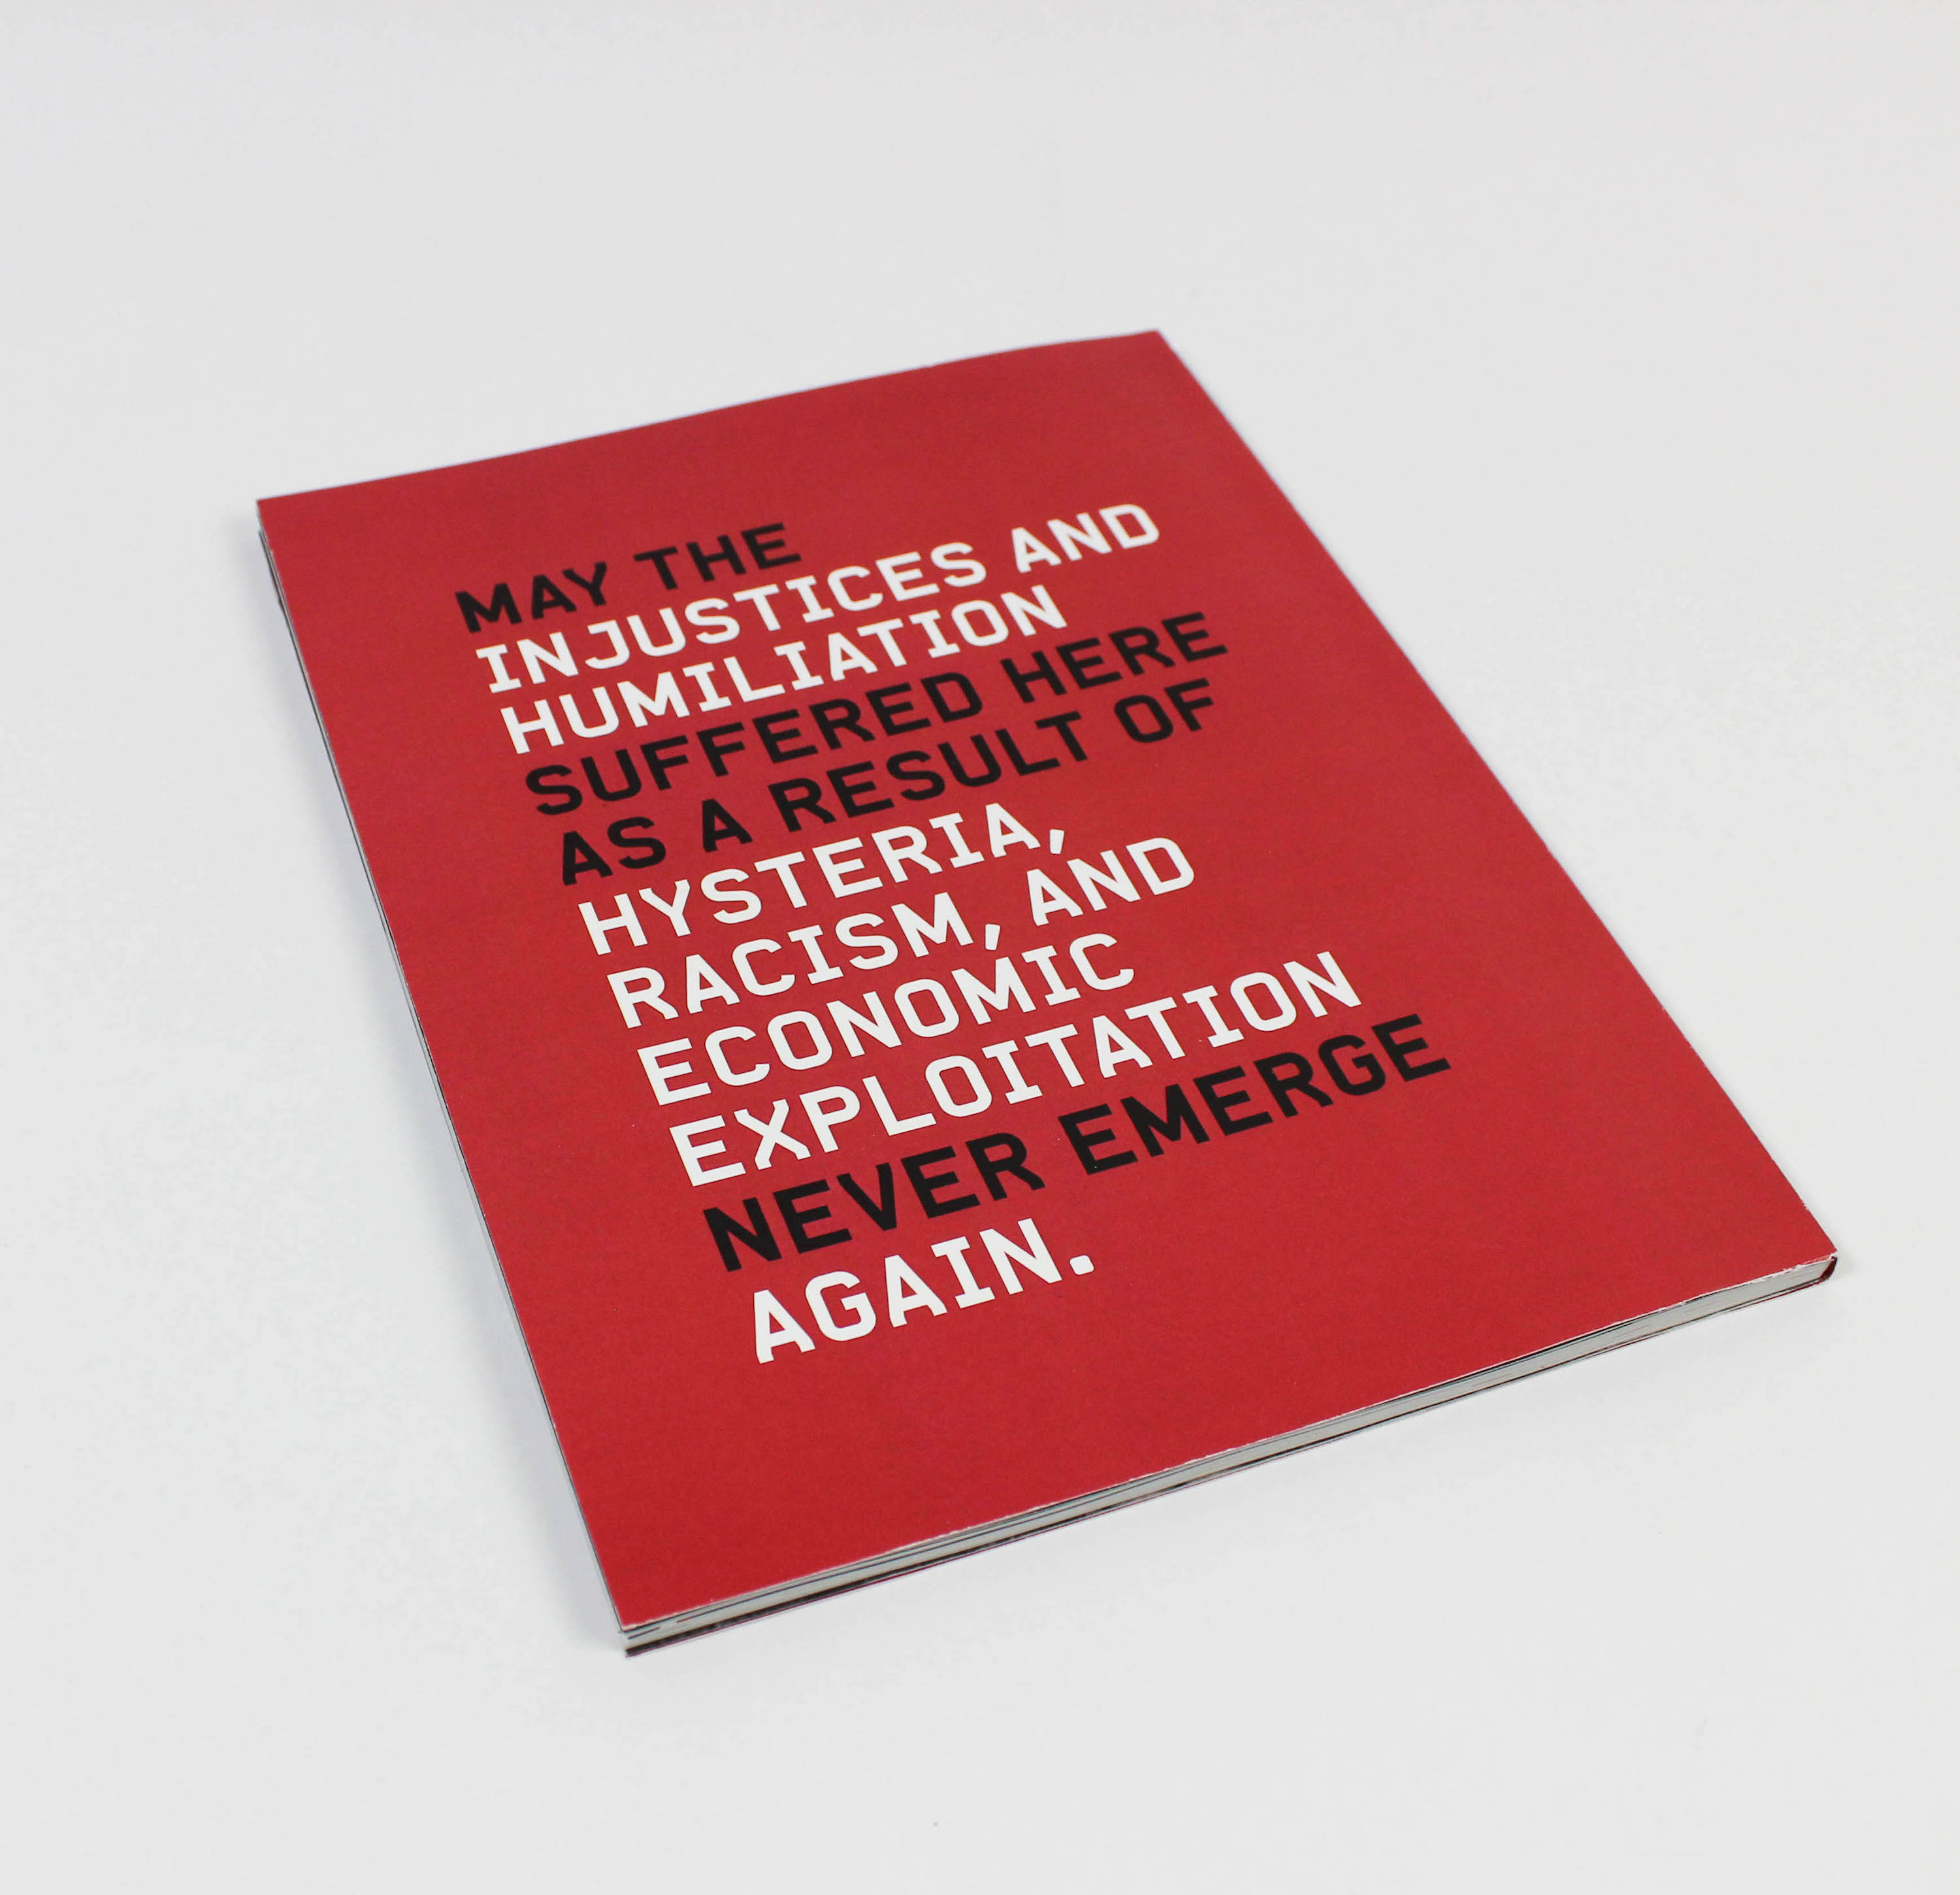 MAY THE
INJUSTICES AND
HUMILIATION
SUFFERED HERE
AS A RESULT OF
HYSTERIA,
RACISM, AND
ECONOMIC
EXPLOITATION
NEVER EMERGE
AGAIN.